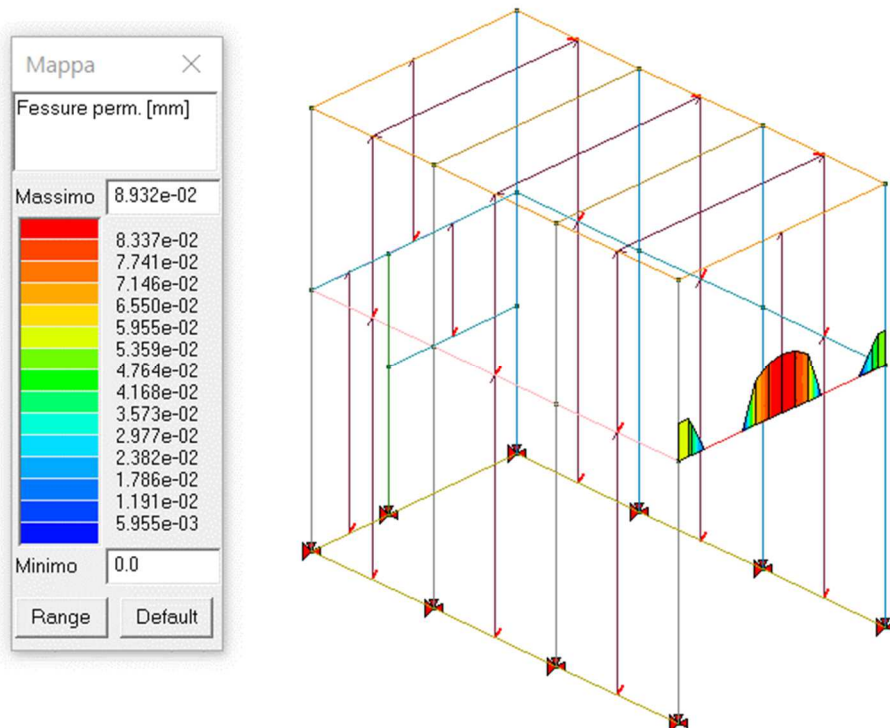 Mappa
Fessure perm. [mm]
Massimo 8.932e-02
8.337e-02
7.741e-02
7.146e-02
6.550e-02
5.955e-02
5.359e-02
4.764e-02
4.168e-02
3.573e-02
2.977e-02
2.382e-02
1.786e-02
1.191e-02
5.955e-03
Minimo 0.0
Range Default